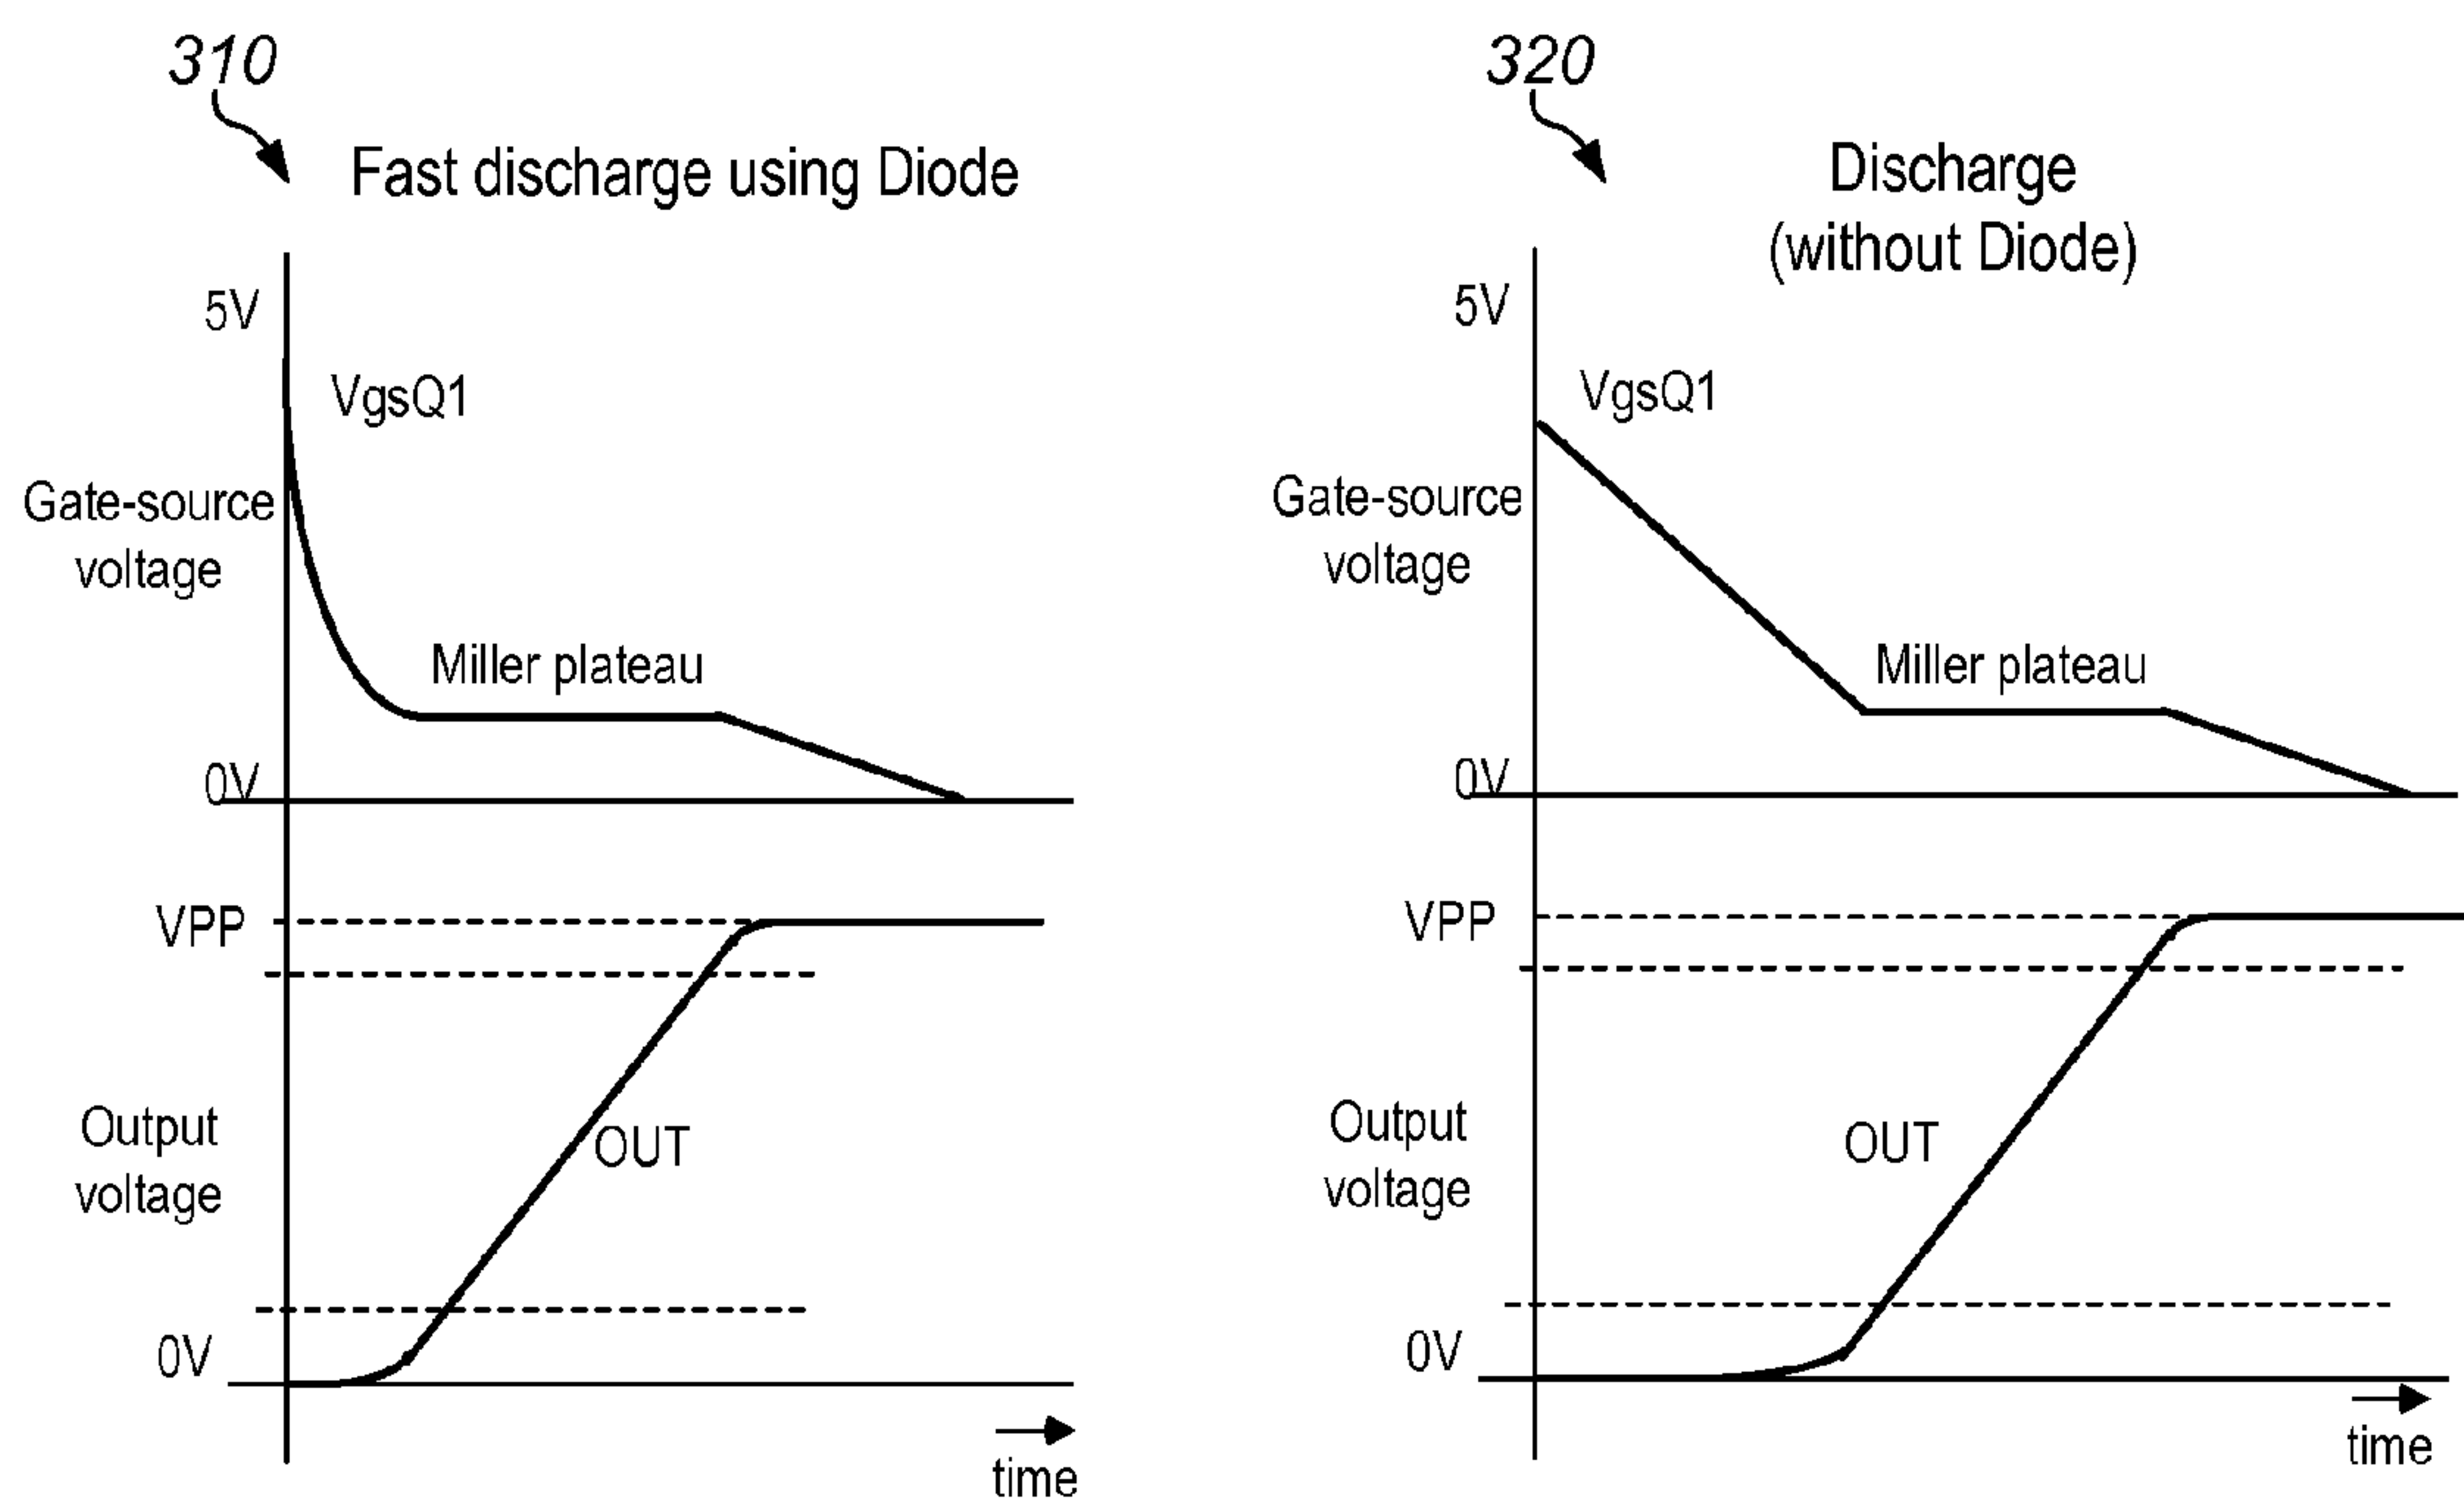 310
Fast discharge using Diode
5V
VgsQ1
Gate-source
voltage
Miller plateau
0V
VPP
Output
voltage
OUT
0V
time
320
Discharge
(without Diode)
5V
VgsQ1
Gate-source
voltage
Miller plateau
0V
VPP
Output
voltage
OUT
0V
time